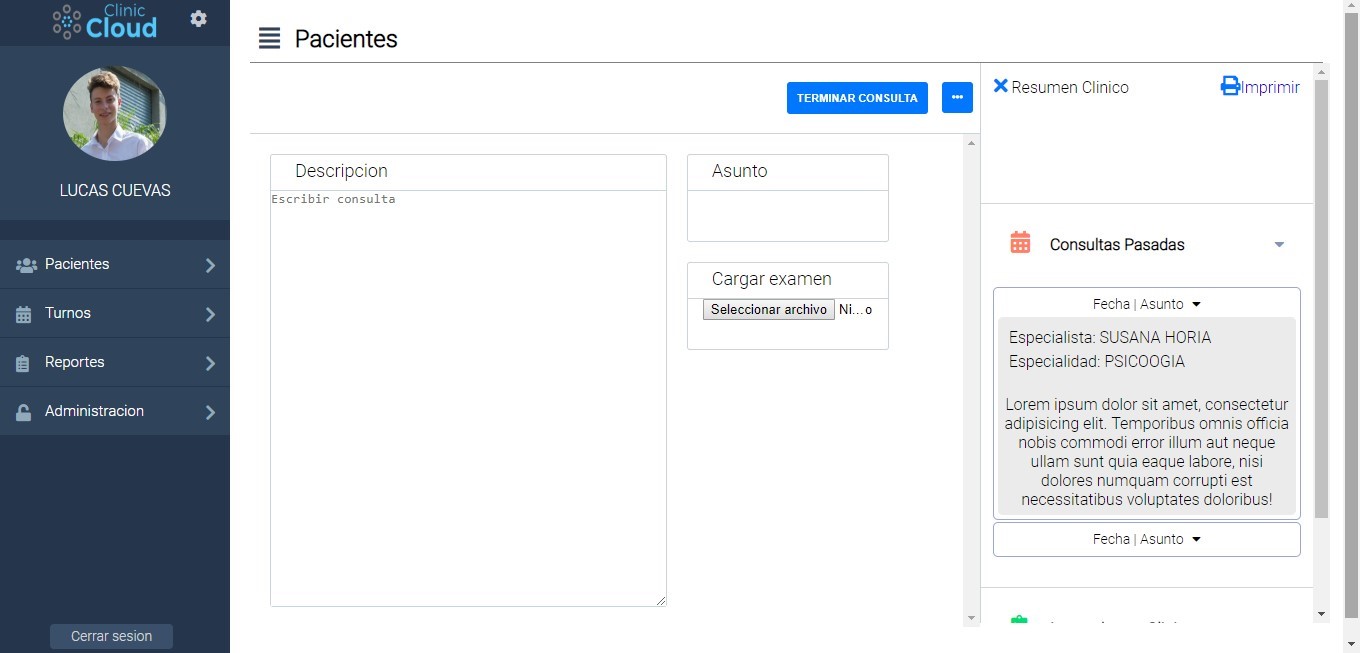 Clinic
Cloud
LUCAS CUEVAS
Pacientes
Turnos
Reportes
Administracion
Cerrar sesion
Pacientes
TERMINAR CONSULTA
Descripcion
Escribir consulta
Asunto
Cargar examen
Seleccionar archivo Ni...o
Resumen Clinico
Imprimir
Consultas Pasadas
Fecha | Asunto
Especialista: SUSANA HORIA
Especialidad: PSICOOGIA
Lorem ipsum dolor sit amet, consectetur
adipisicing elit. Temporibus omnis officia
nobis commodi error illum aut neque
ullam sunt quia eaque labore, nisi
dolores numquam corrupti est
necessitatibus voluptates doloribus!
Fecha | Asunto